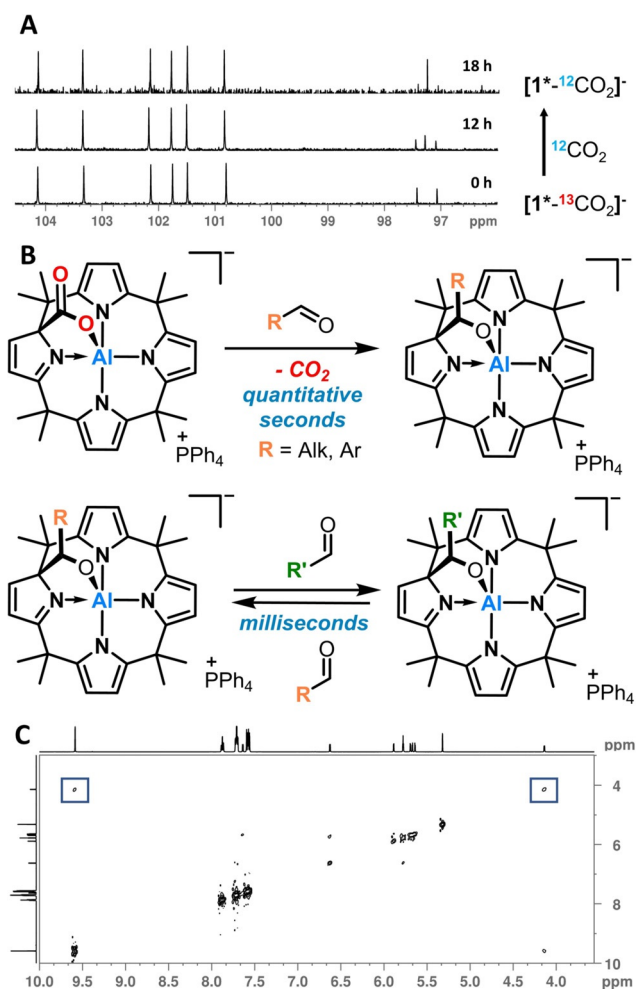 A
18 h
[1*-12CO2]-
12 h
12CO2
0 h
[1*-13CO2]-
104 103 102 101 100 99 98 97 ppm
B
O
O
N
Al
N
N
N
−
+
PPh4
R
O
- CO2
quantitative
seconds
R = Alk, Ar
R
O
N
Al
N
N
N
−
+
PPh4
R
O
N
Al
N
N
N
−
+
PPh4
R'
O
milliseconds
R
O
R'
O
N
Al
N
N
N
−
+
PPh4
C
ppm
4
6
8
10
10.0 9.5 9.0 8.5 8.0 7.5 7.0 6.5 6.0 5.5 5.0 4.5 4.0 ppm